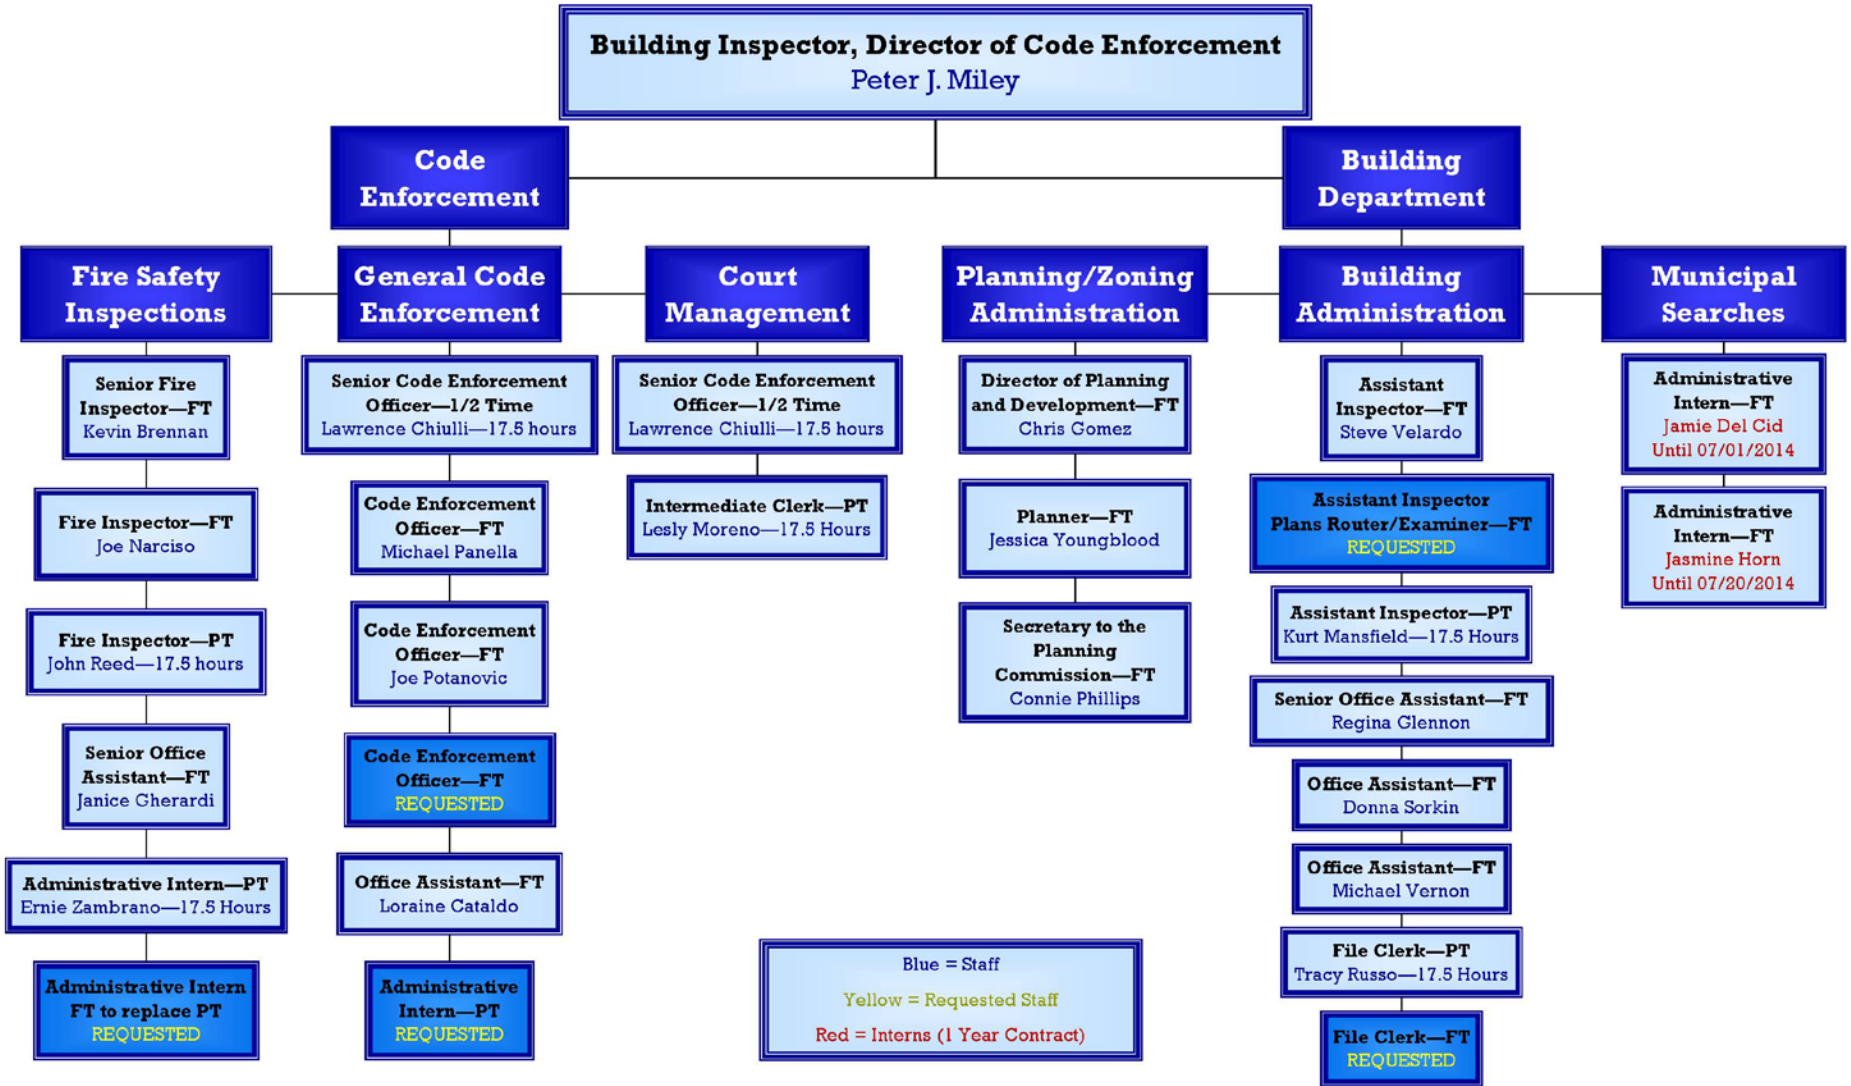 Building Inspector, Director of Code Enforcement
Peter J. Miley
Code
Enforcement
Building
Department
Fire Safety
Inspections
General Code
Enforcement
Court
Management
Planning/Zoning
Administration
Building
Administration
Municipal
Searches
Senior Fire
Inspector—FT
Kevin Brennan
Fire Inspector—FT
Joe Narciso
Fire Inspector—PT
John Reed—17.5 hours
Senior Office
Assistant—FT
Janice Gherardi
Administrative Intern—PT
Ernie Zambrano—17.5 Hours
Administrative Intern
FT to replace PT
REQUESTED
Senior Code Enforcement
Officer—1/2 Time
Lawrence Chiulli—17.5 hours
Code Enforcement
Officer—FT
Michael Panella
Code Enforcement
Officer—FT
Joe Potanovic
Code Enforcement
Officer—FT
REQUESTED
Office Assistant—FT
Loraine Cataldo
Administrative
Intern—PT
REQUESTED
Senior Code Enforcement
Officer—1/2 Time
Lawrence Chiulli—17.5 hours
Intermediate Clerk—PT
Lesly Moreno—17.5 Hours
Director of Planning
and Development—FT
Chris Gomez
Planner—FT
Jessica Youngblood
Secretary to the
Planning
Commission—FT
Connie Phillips
Assistant
Inspector—FT
Steve Velardo
Assistant Inspector
Plans Router/Examiner—FT
REQUESTED
Assistant Inspector—PT
Kurt Mansfield—17.5 Hours
Senior Office Assistant—FT
Regina Glennon
Office Assistant—FT
Donna Sorkin
Office Assistant—FT
Michael Vernon
File Clerk—PT
Tracy Russo—17.5 Hours
File Clerk—FT
REQUESTED
Administrative
Intern—FT
Jamie Del Cid
Until 07/01/2014
Administrative
Intern—FT
Jasmine Horn
Until 07/20/2014
Blue = Staff
Yellow = Requested Staff
Red = Interns (1 Year Contract)